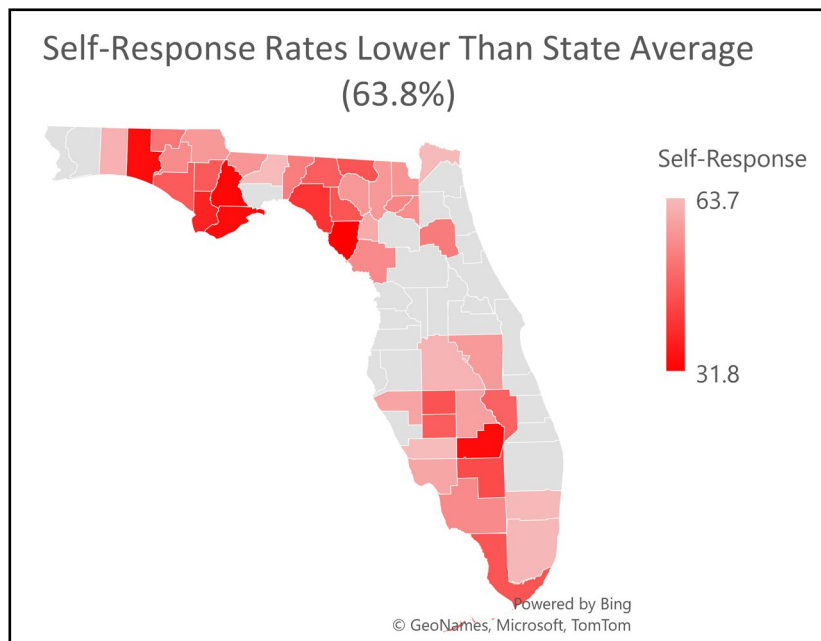 Self-Response Rates Lower Than State Average
(63.8%)
Self-Response
63.7
31.8
Powered by Bing
© GeoNames, Microsoft, TomTom